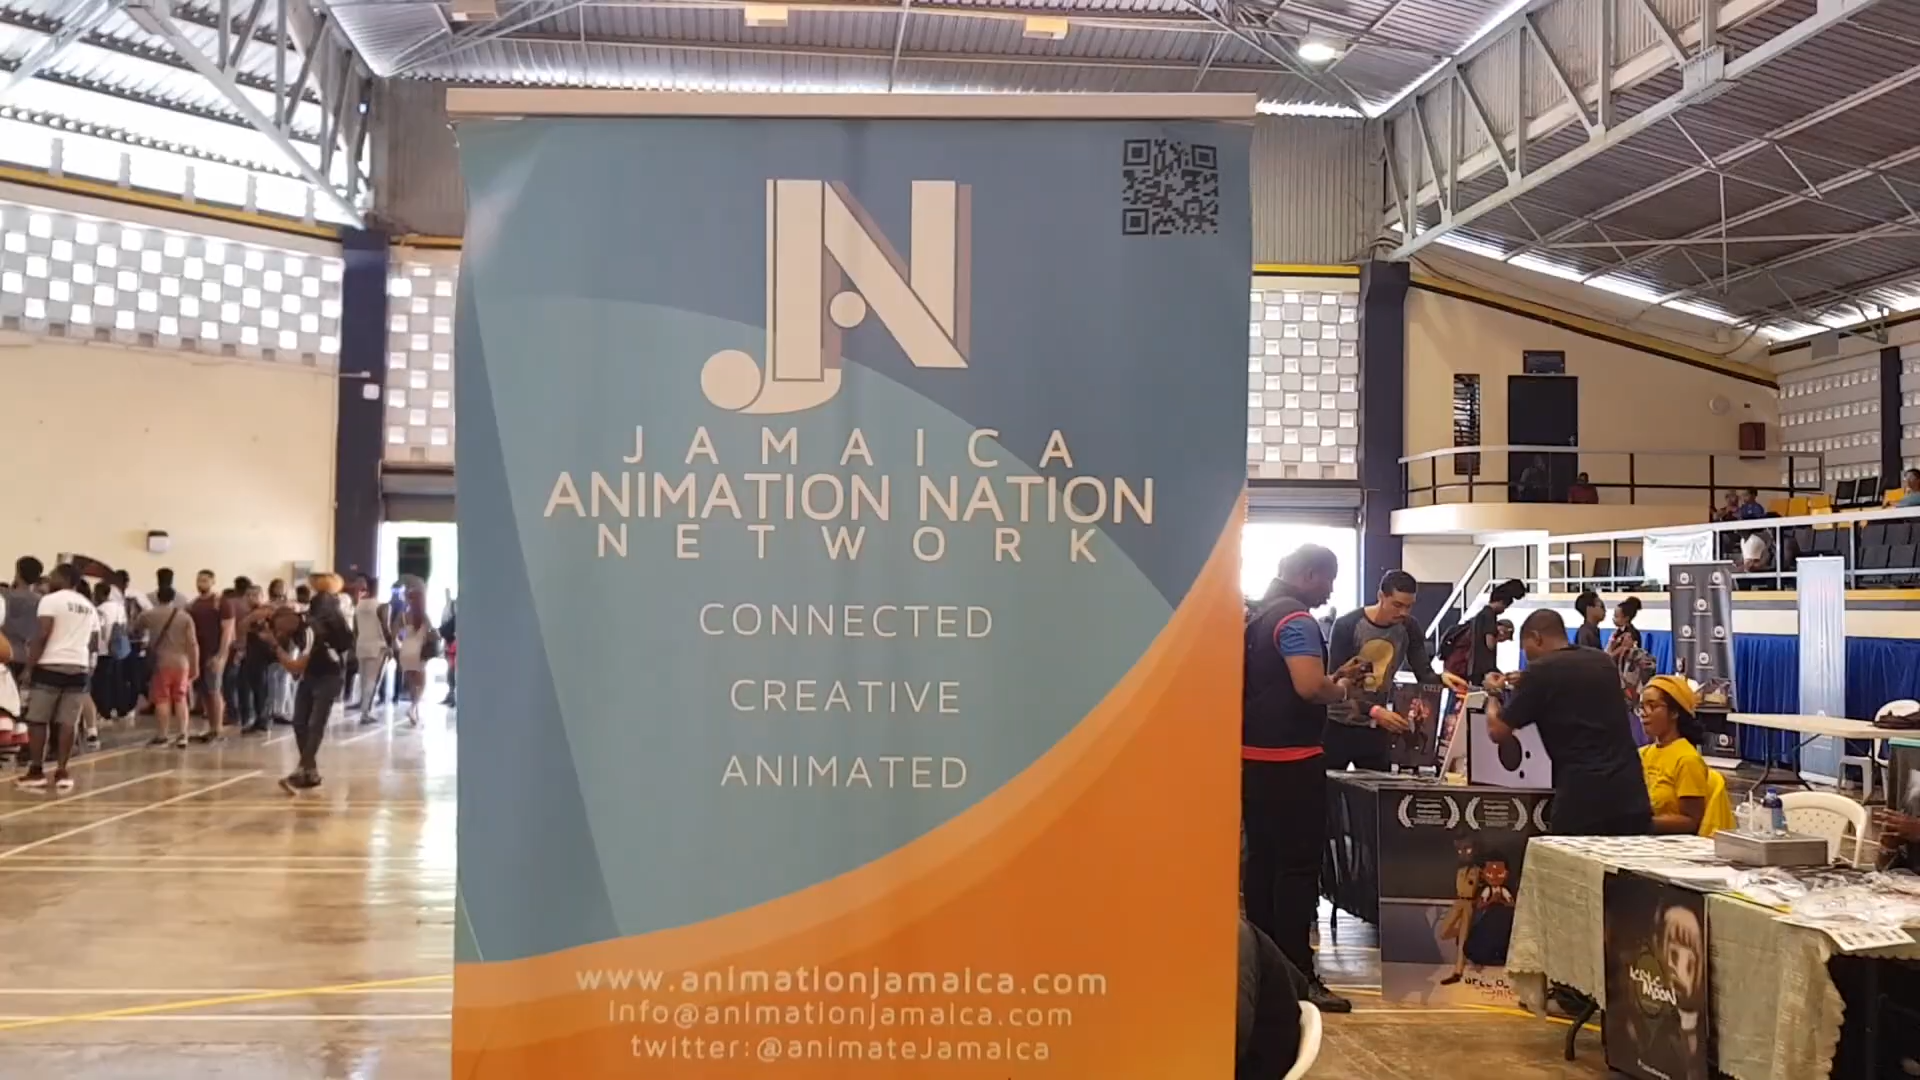 JN
JAMAICA
ANIMATION NATION
NETWORK
CONNECTED
CREATIVE
ANIMATED
www.animationjamaica.com
Info@animationjamaica.com
twitter:@animateJamaica